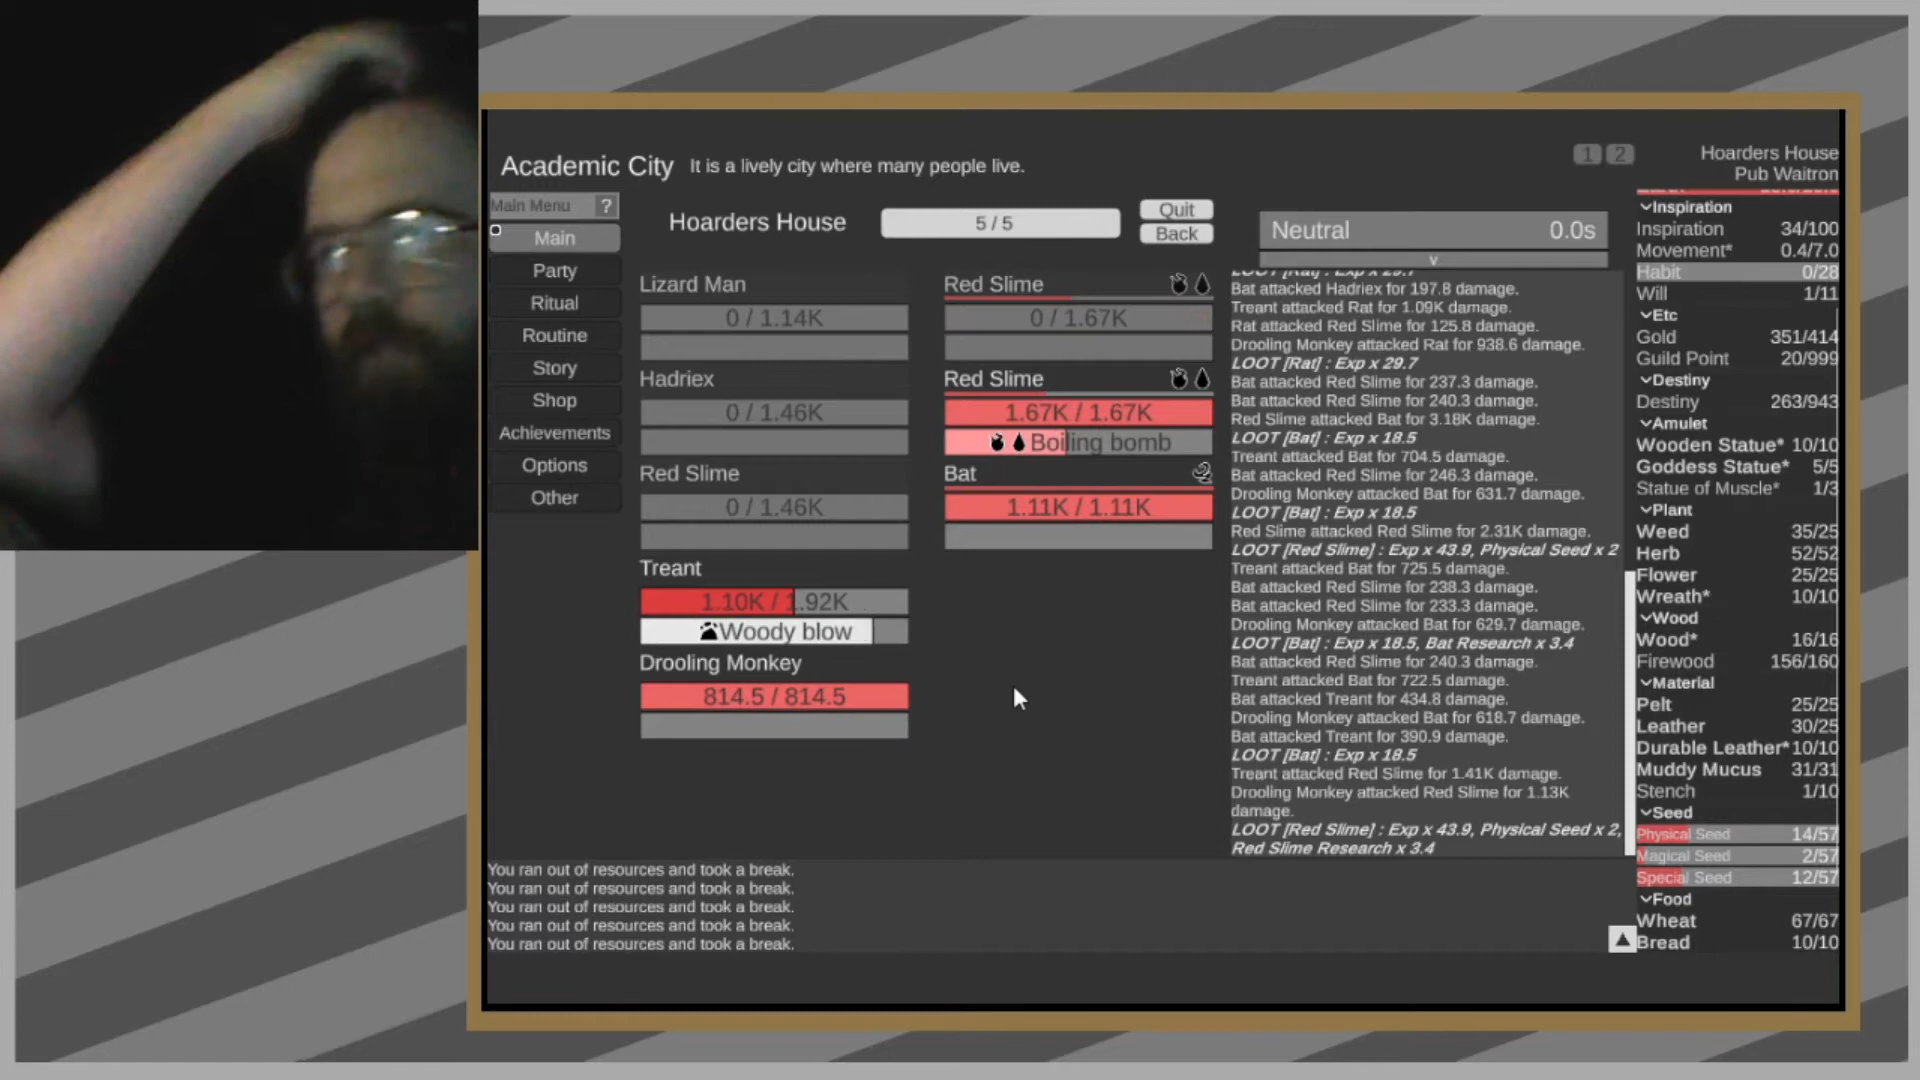 Academic City It is a lively city where many people live.
1 2
Hoarders House
Pub Waitron
Main Menu ?
Main
Party
Ritual
Routine
Story
Shop
Achievements
Options
Other
Hoarders House 5 / 5 Quit
Back
Lizard Man
0 / 1.14K
Hadriex
0 / 1.46K
Red Slime
0 / 1.46K
Treant
1.10K / 1.92K
Woody blow
Drooling Monkey
814.5 / 814.5
Red Slime
0 / 1.67K
Red Slime
1.67K / 1.67K
Boiling bomb
Bat
1.11K / 1.11K
Neutral 0.0s
v
LOOT [Rat] : Exp x 29.7
Bat attacked Hadriex for 197.8 damage.
Treant attacked Rat for 1.09K damage.
Rat attacked Red Slime for 125.8 damage.
Drooling Monkey attacked Rat for 938.6 damage.
LOOT [Rat] : Exp x 29.7
Bat attacked Red Slime for 237.3 damage.
Bat attacked Red Slime for 240.3 damage.
Red Slime attacked Bat for 3.18K damage.
LOOT [Bat] : Exp x 18.5
Treant attacked Bat for 704.5 damage.
Bat attacked Red Slime for 246.3 damage.
Drooling Monkey attacked Bat for 631.7 damage.
LOOT [Bat] : Exp x 18.5
Red Slime attacked Red Slime for 2.31K damage.
LOOT [Red Slime] : Exp x 43.9, Physical Seed x 2
Treant attacked Bat for 725.5 damage.
Bat attacked Red Slime for 238.3 damage.
Bat attacked Red Slime for 233.3 damage.
Drooling Monkey attacked Bat for 629.7 damage.
LOOT [Bat] : Exp x 18.5, Bat Research x 3.4
Bat attacked Red Slime for 240.3 damage.
Treant attacked Bat for 722.5 damage.
Bat attacked Treant for 434.8 damage.
Drooling Monkey attacked Bat for 618.7 damage.
Bat attacked Treant for 390.9 damage.
LOOT [Bat] : Exp x 18.5
Treant attacked Red Slime for 1.41K damage.
Drooling Monkey attacked Red Slime for 1.13K
damage.
LOOT [Red Slime] : Exp x 43.9, Physical Seed x 2,
Red Slime Research x 3.4
Inspiration
Inspiration 34/100
Movement* 0.4/7.0
Habit 0/28
Will 1/11
Etc
Gold 351/414
Guild Point 20/999
Destiny
Destiny 263/943
Amulet
Wooden Statue* 10/10
Goddess Statue* 5/5
Statue of Muscle* 1/3
Plant
Weed 35/25
Herb 52/52
Flower 25/25
Wreath* 10/10
Wood
Wood* 16/16
Firewood 156/160
Material
Pelt 25/25
Leather 30/25
Durable Leather* 10/10
Muddy Mucus 31/31
Stench 1/10
Seed
Physical Seed 14/57
Magical Seed 2/57
Special Seed 12/57
Food
Wheat 67/67
Bread 10/10
You ran out of resources and took a break.
You ran out of resources and took a break.
You ran out of resources and took a break.
You ran out of resources and took a break.
You ran out of resources and took a break.